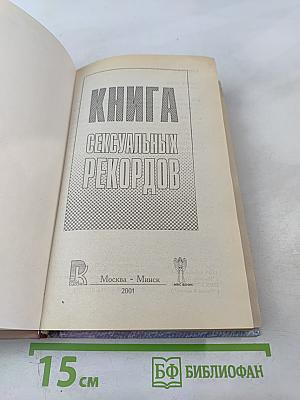 КНИГА
СЕКСУАЛЬНЫХ
РЕКОРДОВ
Москва - Минск
2001
15 см
БФ БИБЛИОФАН